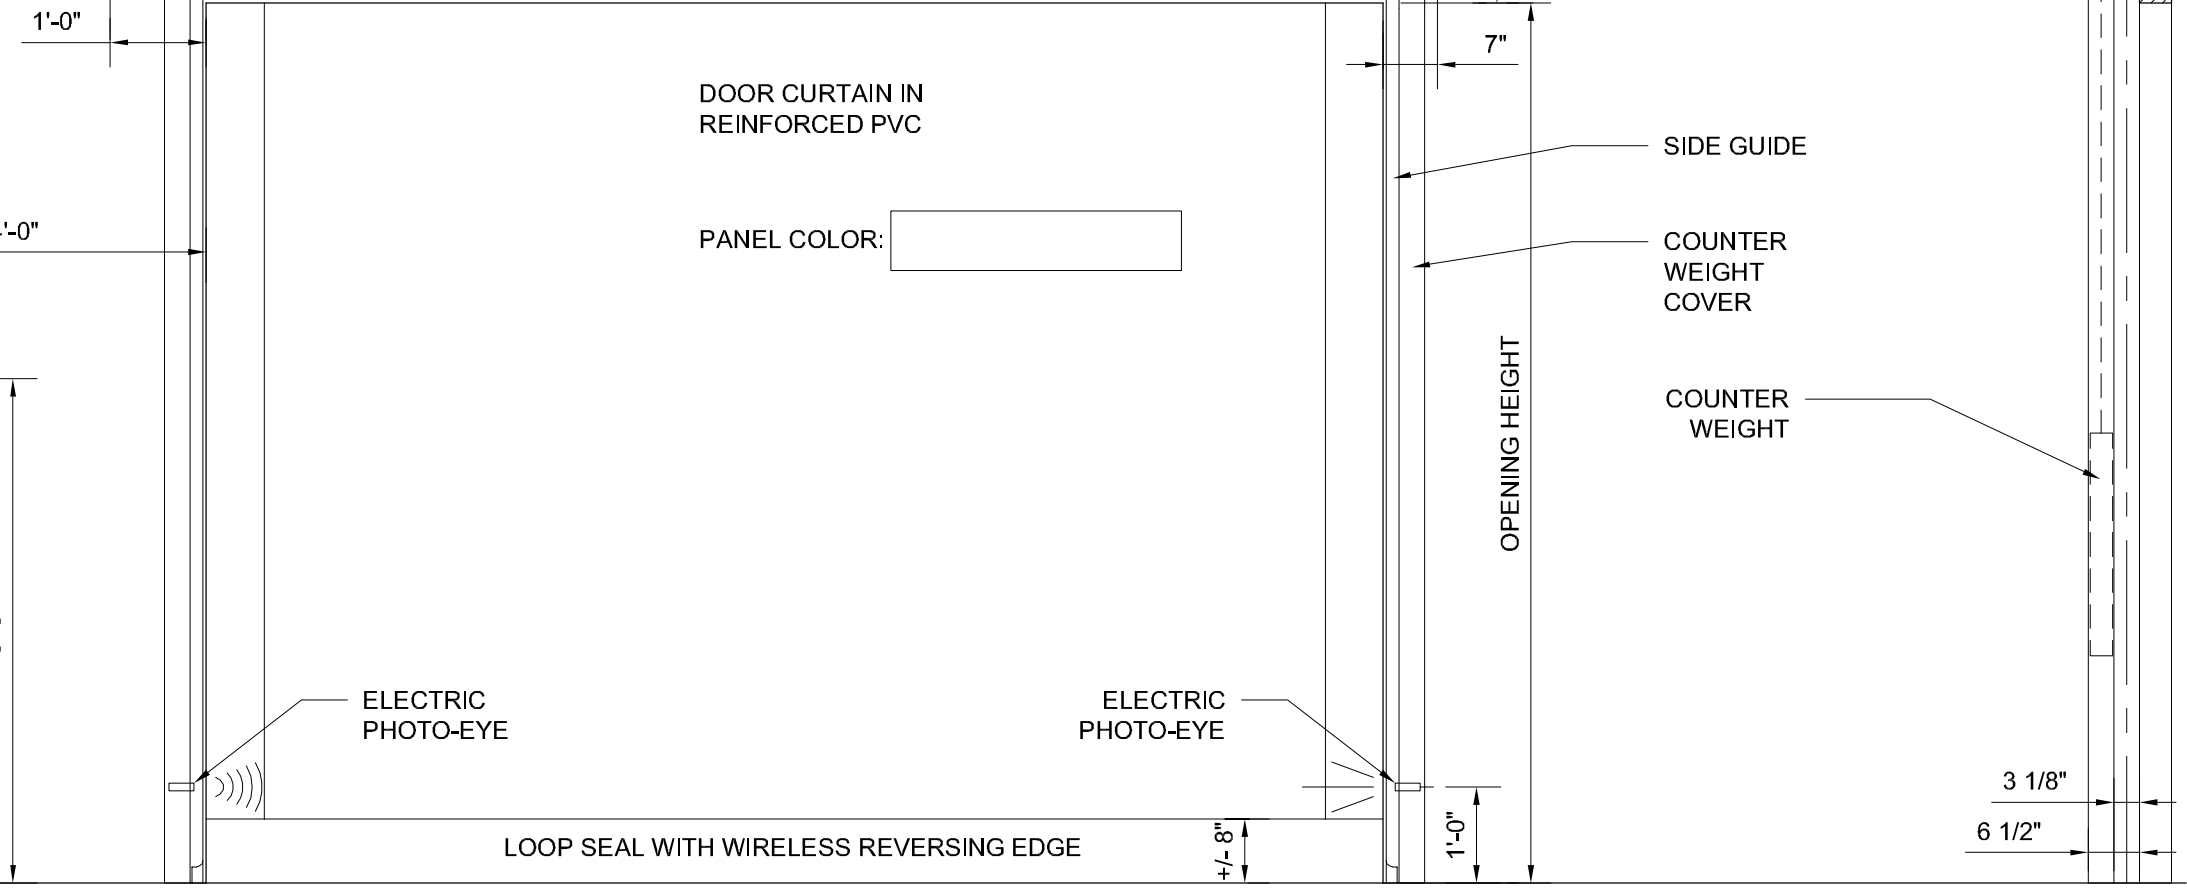 1'-0"
7"
DOOR CURTAIN IN
REINFORCED PVC
SIDE GUIDE
'-0"
PANEL COLOR:
COUNTER
WEIGHT
COVER
OPENING HEIGHT
COUNTER
WEIGHT
ELECTRIC
PHOTO-EYE
ELECTRIC
PHOTO-EYE
3 1/8"
6 1/2"
1'-0"
+/- 8"
LOOP SEAL WITH WIRELESS REVERSING EDGE